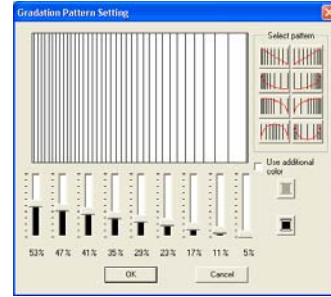 Gradation Pattern Setting
Select pattern
Use additional
color
53% 47% 41% 35% 29% 23% 17% 11% 5%
OK Cancel